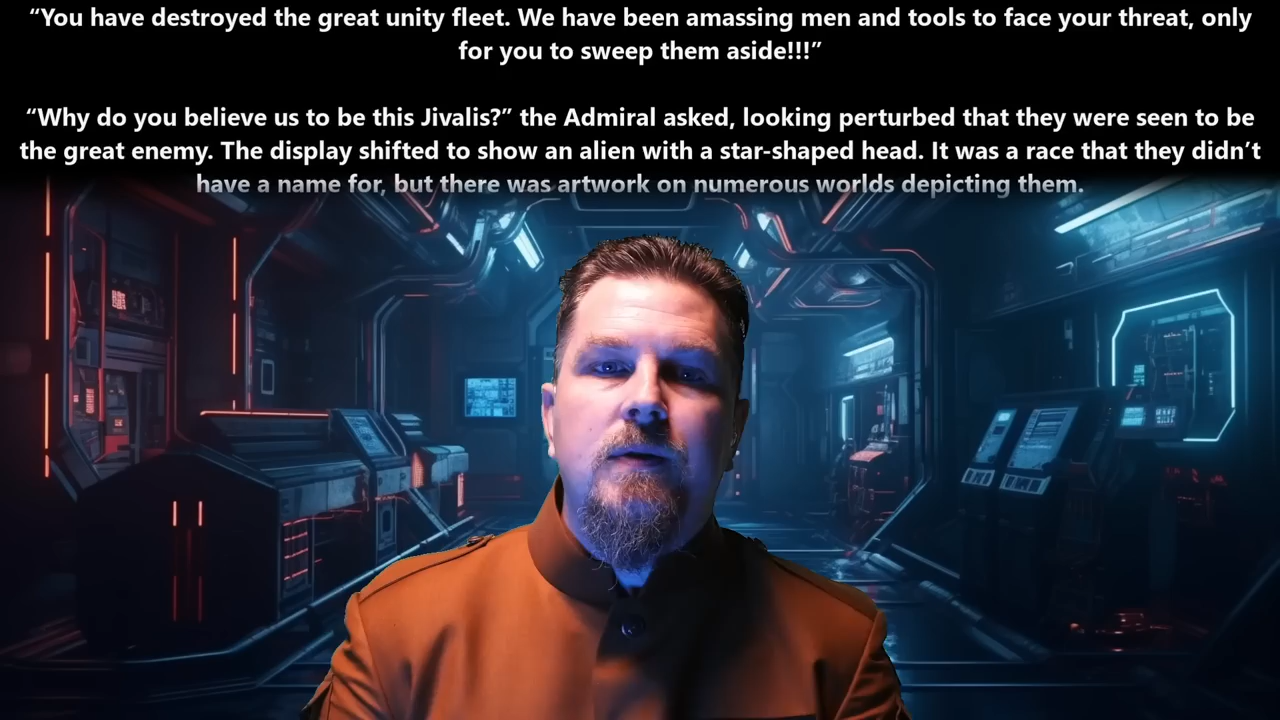 “You have destroyed the great unity fleet. We have been amassing men and tools to face your threat, only
for you to sweep them aside!!!”
“Why do you believe us to be this Jivalis?” the Admiral asked, looking perturbed that they were seen to be
the great enemy. The display shifted to show an alien with a star-shaped head. It was a race that they didn’t
have a name for, but there was artwork on numerous worlds depicting them.